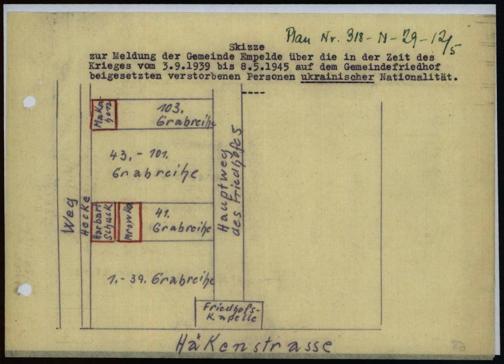 Plan Nr. 318-N-29-12/5
Skizze
zur Meldung der Gemeinde Empelde über die in der Zeit des
Krieges vom 3.9.1939 bis 8.5.1945 auf dem Gemeindefriedhof
beigesetzten verstorbenen Personen ukrainischer Nationalität.
103.
Grabreihe
43.-101.
Grabreihe
41.
Grabreihe
1.-39. Grabreihe
Weg
Hecke
Hauptweg
des Friedhofes
Friedhofs-
Kapelle
Häkenstrasse